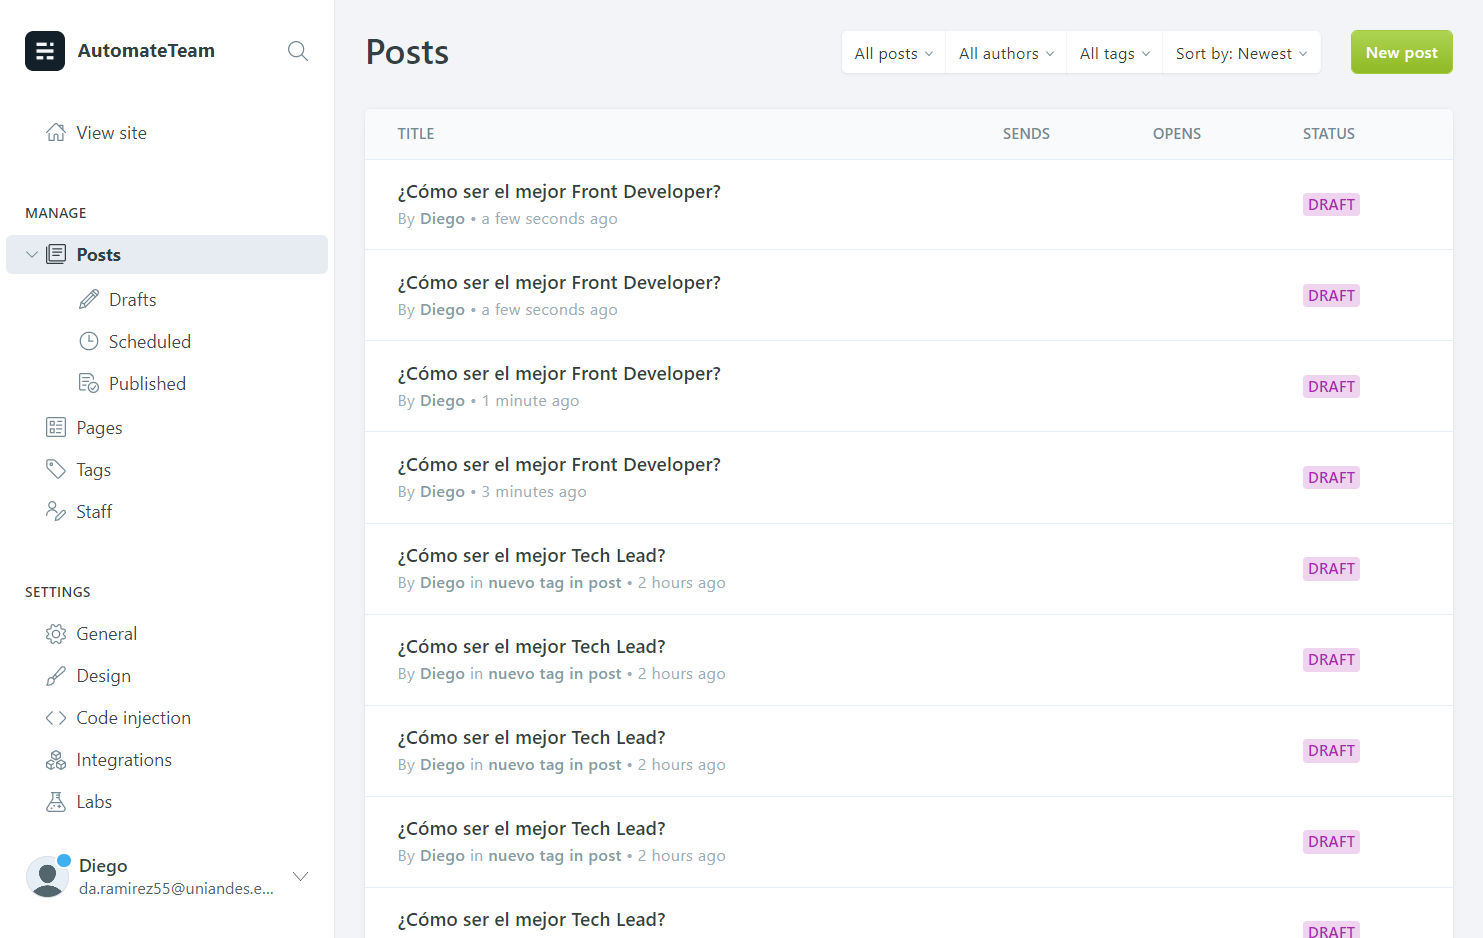 AutomateTeam
View site
MANAGE
Posts
Drafts
Scheduled
Published
Pages
Tags
Staff
SETTINGS
General
Design
Code injection
Integrations
Labs
Diego
da.ramirez55@uniandes.e...
Posts
All posts
All authors
All tags
Sort by: Newest
New post
TITLE SENDS OPENS STATUS
¿Cómo ser el mejor Front Developer?
By Diego • a few seconds ago
DRAFT
¿Cómo ser el mejor Front Developer?
By Diego • a few seconds ago
DRAFT
¿Cómo ser el mejor Front Developer?
By Diego • 1 minute ago
DRAFT
¿Cómo ser el mejor Front Developer?
By Diego • 3 minutes ago
DRAFT
¿Cómo ser el mejor Tech Lead?
By Diego in nuevo tag in post • 2 hours ago
DRAFT
¿Cómo ser el mejor Tech Lead?
By Diego in nuevo tag in post • 2 hours ago
DRAFT
¿Cómo ser el mejor Tech Lead?
By Diego in nuevo tag in post • 2 hours ago
DRAFT
¿Cómo ser el mejor Tech Lead?
By Diego in nuevo tag in post • 2 hours ago
DRAFT
¿Cómo ser el mejor Tech Lead?
DRAFT